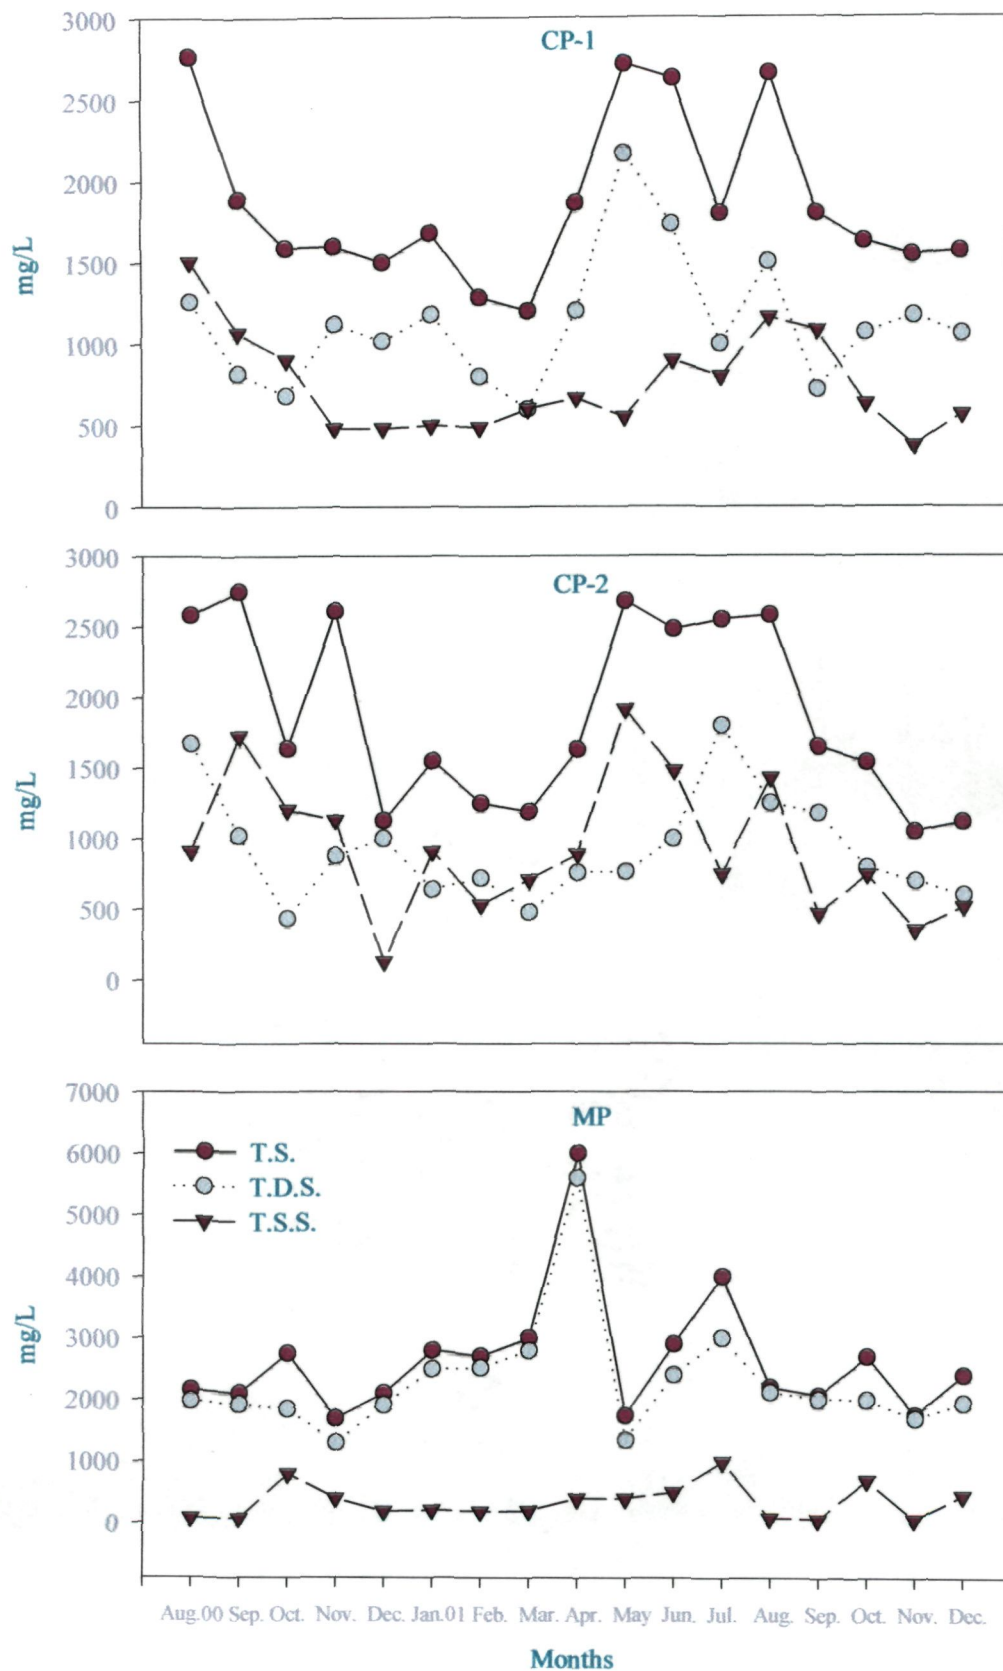 CP-1
3000
2500
2000
1500
1000
500
0
mg/L
CP-2
3000
2500
2000
1500
1000
500
0
mg/L
MP
7000
6000
5000
4000
3000
2000
1000
0
mg/L
T.S.
T.D.S.
T.S.S.
Aug.00 Sep. Oct. Nov. Dec. Jan.01 Feb. Mar. Apr. May Jun. Jul. Aug. Sep. Oct. Nov. Dec.
Months